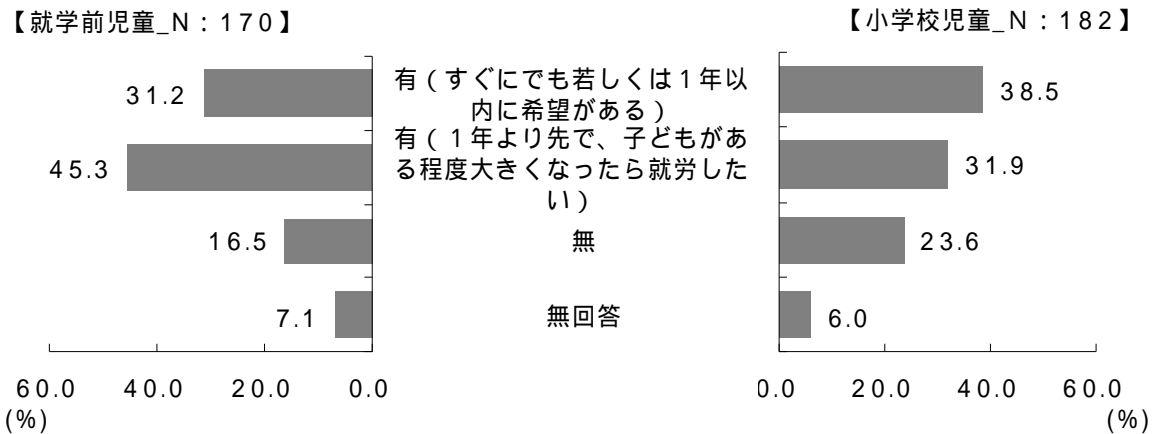 【就学前児童_N：170】
【小学校児童_N：182】
31.2
有（すぐにでも若しくは１年以
内に希望がある）
38.5
45.3
有（１年より先で、子どもがあ
る程度大きくなったら就労した
い）
31.9
16.5
無
23.6
7.1
無回答
6.0
60.0 40.0 20.0 0.0
(%)
0.0 20.0 40.0 60.0
(%)